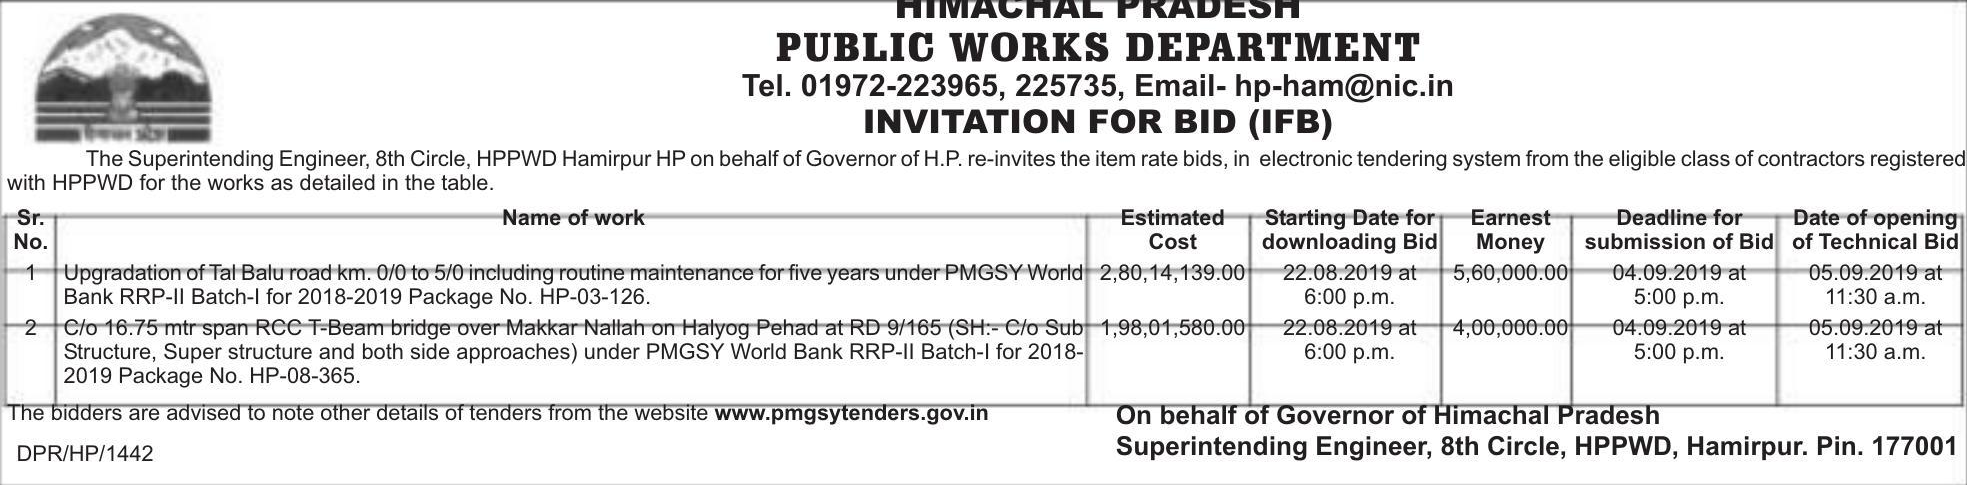 HIMACHAL PRADESH
PUBLIC WORKS DEPARTMENT
Tel. 01972-223965, 225735, Email- hp-ham@nic.in
INVITATION FOR BID (IFB)
The Superintending Engineer, 8th Circle, HPPWD Hamirpur HP on behalf of Governor of H.P. re-invites the item rate bids, in electronic tendering system from the eligible class of contractors registered
with HPPWD for the works as detailed in the table.
Sr. Name of work Estimated Starting Date for Earnest Deadline for Date of opening
No. Cost downloading Bid Money submission of Bid of Technical Bid
1 Upgradation of Tal Balu road km. 0/0 to 5/0 including routine maintenance for five years under PMGSY World 2,80,14,139.00 22.08.2019 at 5,60,000.00 04.09.2019 at 05.09.2019 at
Bank RRP-II Batch-I for 2018-2019 Package No. HP-03-126. 6:00 p.m. 5:00 p.m. 11:30 a.m.
2 C/o 16.75 mtr span RCC T-Beam bridge over Makkar Nallah on Halyog Pehad at RD 9/165 (SH:- C/o Sub 1,98,01,580.00 22.08.2019 at 4,00,000.00 04.09.2019 at 05.09.2019 at
Structure, Super structure and both side approaches) under PMGSY World Bank RRP-II Batch-I for 2018- 6:00 p.m. 5:00 p.m. 11:30 a.m.
2019 Package No. HP-08-365.
The bidders are advised to note other details of tenders from the website www.pmgsytenders.gov.in
On behalf of Governor of Himachal Pradesh
DPR/HP/1442
Superintending Engineer, 8th Circle, HPPWD, Hamirpur. Pin. 177001